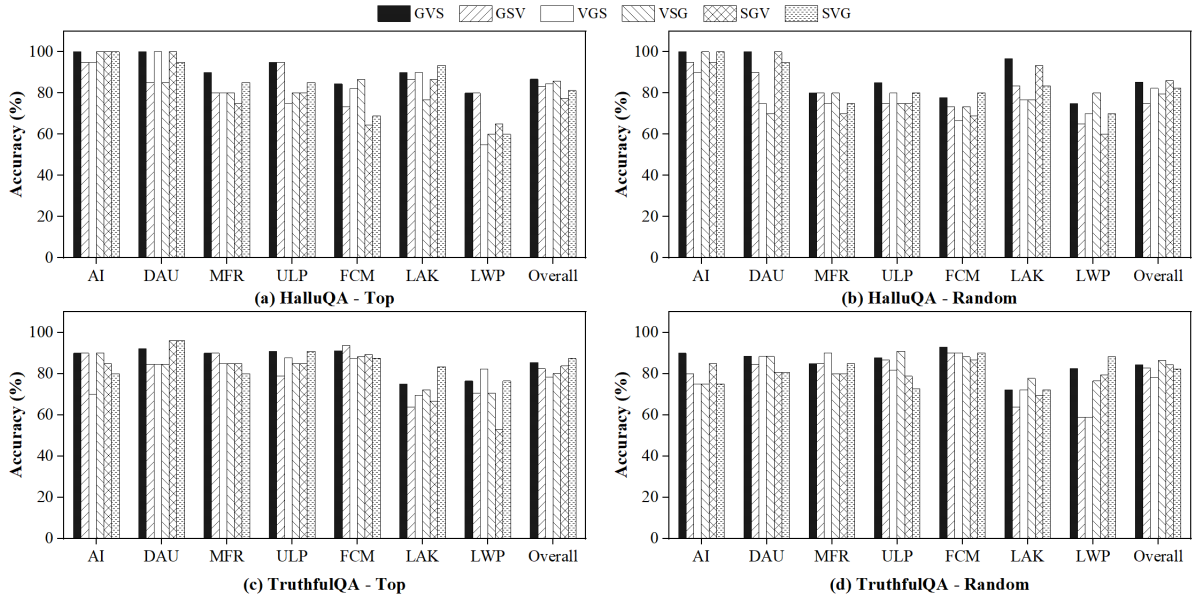 GVS GSV VGS VSG SGV SVG
100
80
60
40
20
0
Accuracy (%)
AI DAU MFR ULP FCM LAK LWP Overall
(a) HalluQA - Top
100
80
60
40
20
0
Accuracy (%)
AI DAU MFR ULP FCM LAK LWP Overall
(b) HalluQA - Random
100
80
60
40
20
0
Accuracy (%)
AI DAU MFR ULP FCM LAK LWP Overall
(c) TruthfulQA - Top
100
80
60
40
20
0
Accuracy (%)
AI DAU MFR ULP FCM LAK LWP Overall
(d) TruthfulQA - Random